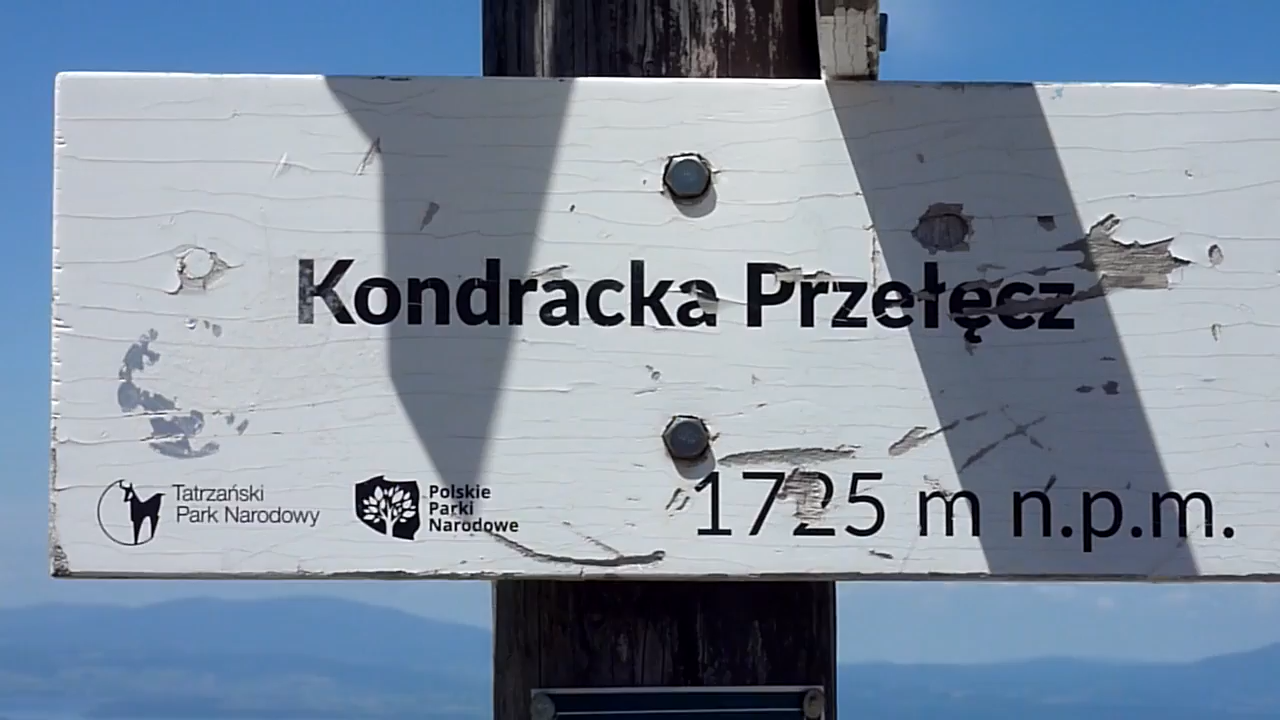 Kondracka Przełęcz
Tatrzański
Park Narodowy
Polskie
Parki
Narodowe
1725 m n.p.m.